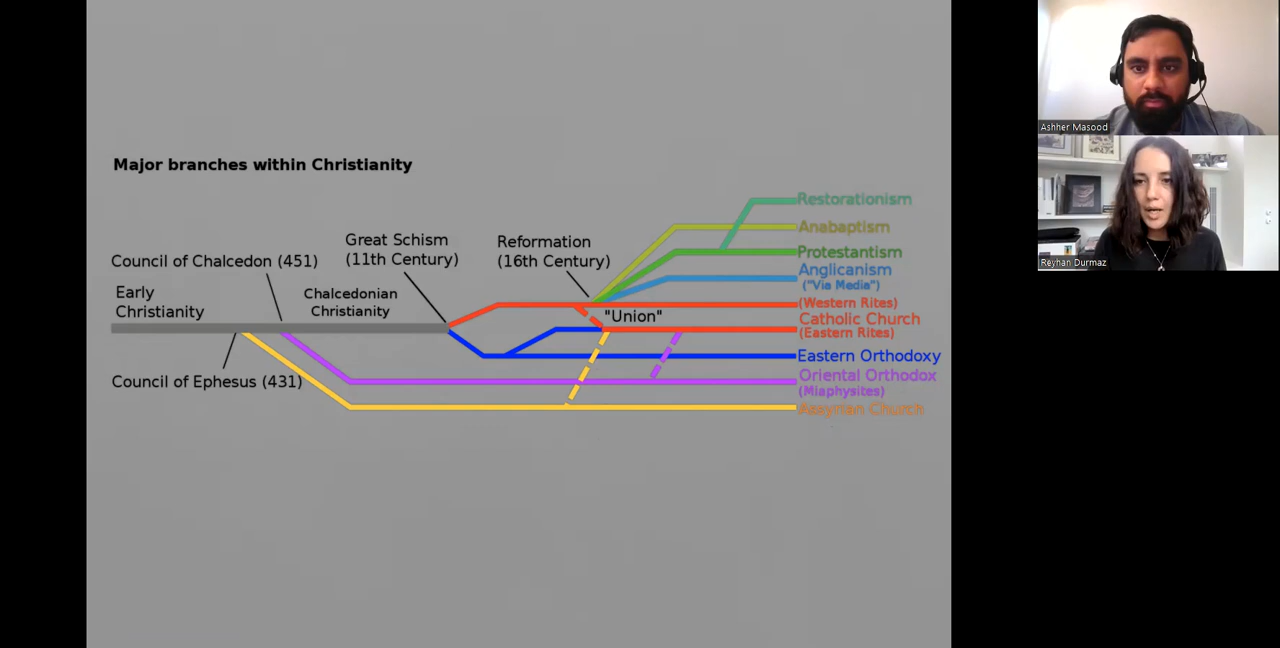 Major branches within Christianity
Restorationism
Anabaptism
Protestantism
Anglicanism
("Via Media")
(Western Rites)
Catholic Church
(Eastern Rites)
Eastern Orthodoxy
Oriental Orthodox
(Miaphysites)
Assyrian Church
Great Schism
(11th Century)
Reformation
(16th Century)
Council of Chalcedon (451)
Early
Christianity
Chalcedonian
Christianity
"Union"
Council of Ephesus (431)
Ashher Masood
Reyhan Durmaz